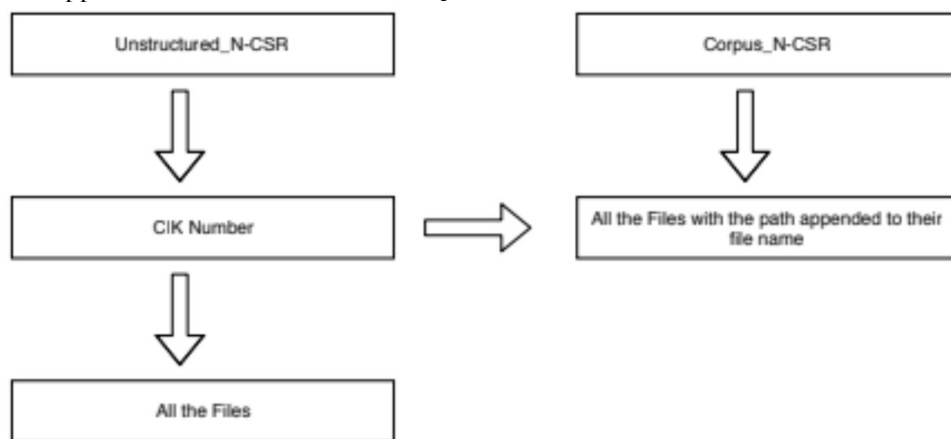 Unstructured_N-CSR
Corpus_N-CSR
CIK Number
All the Files with the path appended to their
file name
All the Files